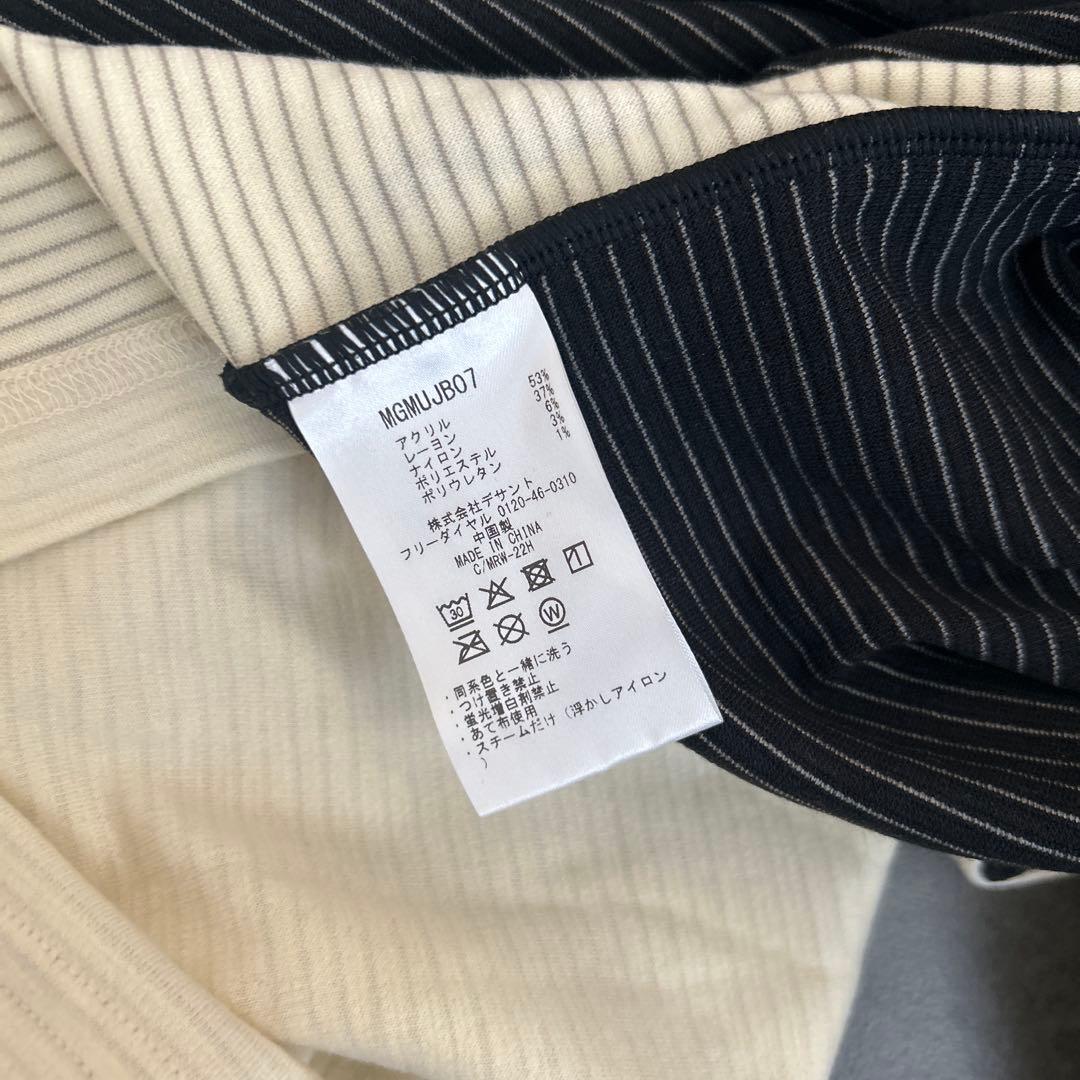 MGMUJB07
アクリル 53%
レーヨン 37%
ナイロン 6%
ポリエステル 3%
ポリウレタン 1%
株式会社デサント
フリーダイヤル 0120-46-0310
中国製
MADE IN CHINA
C/MRW-22H
30
W
・同系色と一緒に洗う
・つけ置き禁止
・蛍光増白剤禁止
・あて布使用
・スチームだけ(浮かしアイロン
)